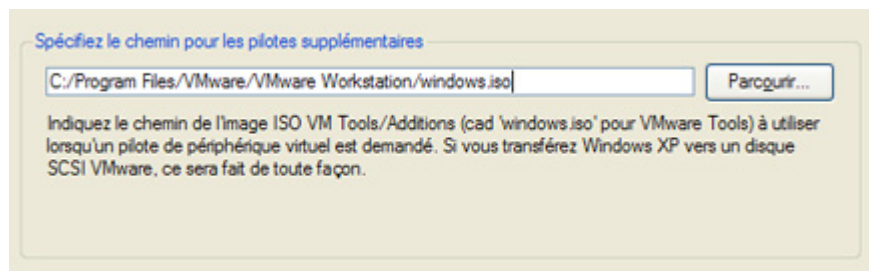 Spécifiez le chemin pour les pilotes supplémentaires
C:/Program Files/VMware/VMware Workstation/windows.iso
Parcourir...
Indiquez le chemin de l'image ISO VM Tools/Additions (cad 'windows.iso' pour VMware Tools) à utiliser
lorsqu'un pilote de périphérique virtuel est demandé. Si vous transférez Windows XP vers un disque
SCSI VMware, ce sera fait de toute façon.